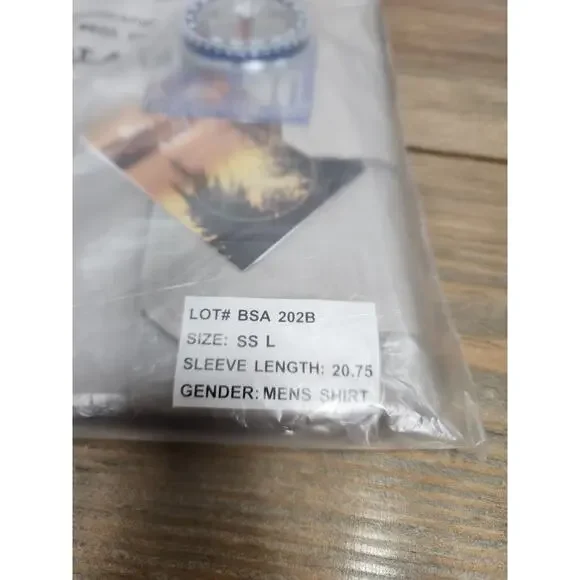 LOT# BSA 202B
SIZE: SS L
SLEEVE LENGTH: 20.75
GENDER: MENS SHIRT